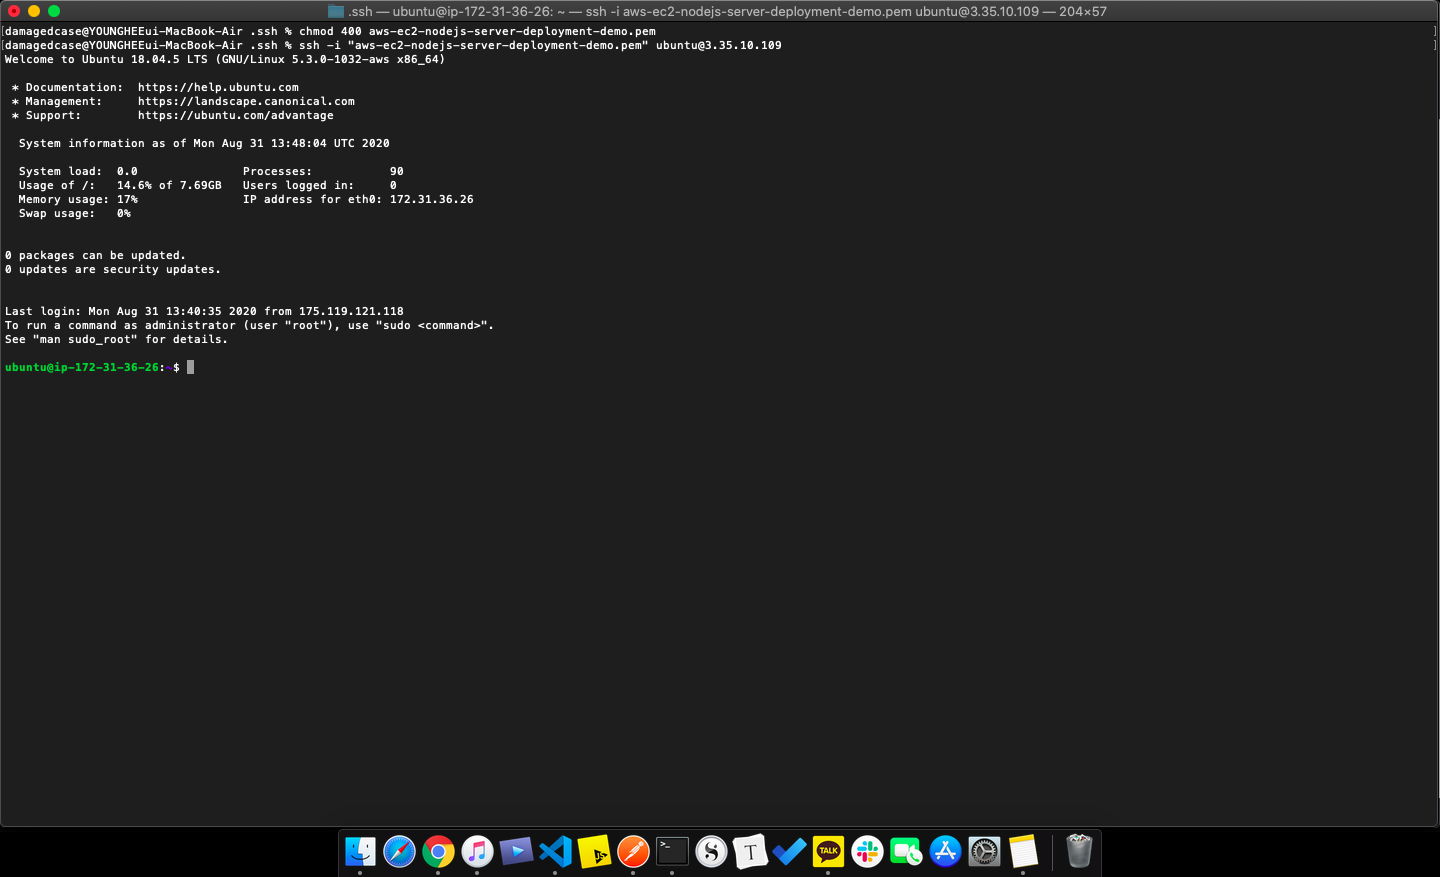 .ssh — ubuntu@ip-172-31-36-26: ~ — ssh -i aws-ec2-nodejs-server-deployment-demo.pem ubuntu@3.35.10.109 — 204×57
[damagedcase@YOUNGHEEui-MacBook-Air .ssh % chmod 400 aws-ec2-nodejs-server-deployment-demo.pem ]
[damagedcase@YOUNGHEEui-MacBook-Air .ssh % ssh -i "aws-ec2-nodejs-server-deployment-demo.pem" ubuntu@3.35.10.109 ]
Welcome to Ubuntu 18.04.5 LTS (GNU/Linux 5.3.0-1032-aws x86_64)
* Documentation:  https://help.ubuntu.com
* Management:     https://landscape.canonical.com
* Support:        https://ubuntu.com/advantage
System information as of Mon Aug 31 13:48:04 UTC 2020
System load:  0.0               Processes:           90
Usage of /:   14.6% of 7.69GB   Users logged in:     0
Memory usage: 17%               IP address for eth0: 172.31.36.26
Swap usage:   0%
0 packages can be updated.
0 updates are security updates.
Last login: Mon Aug 31 13:40:35 2020 from 175.119.121.118
To run a command as administrator (user "root"), use "sudo <command>".
See "man sudo_root" for details.
ubuntu@ip-172-31-36-26:~$
>_
S
T
TALK